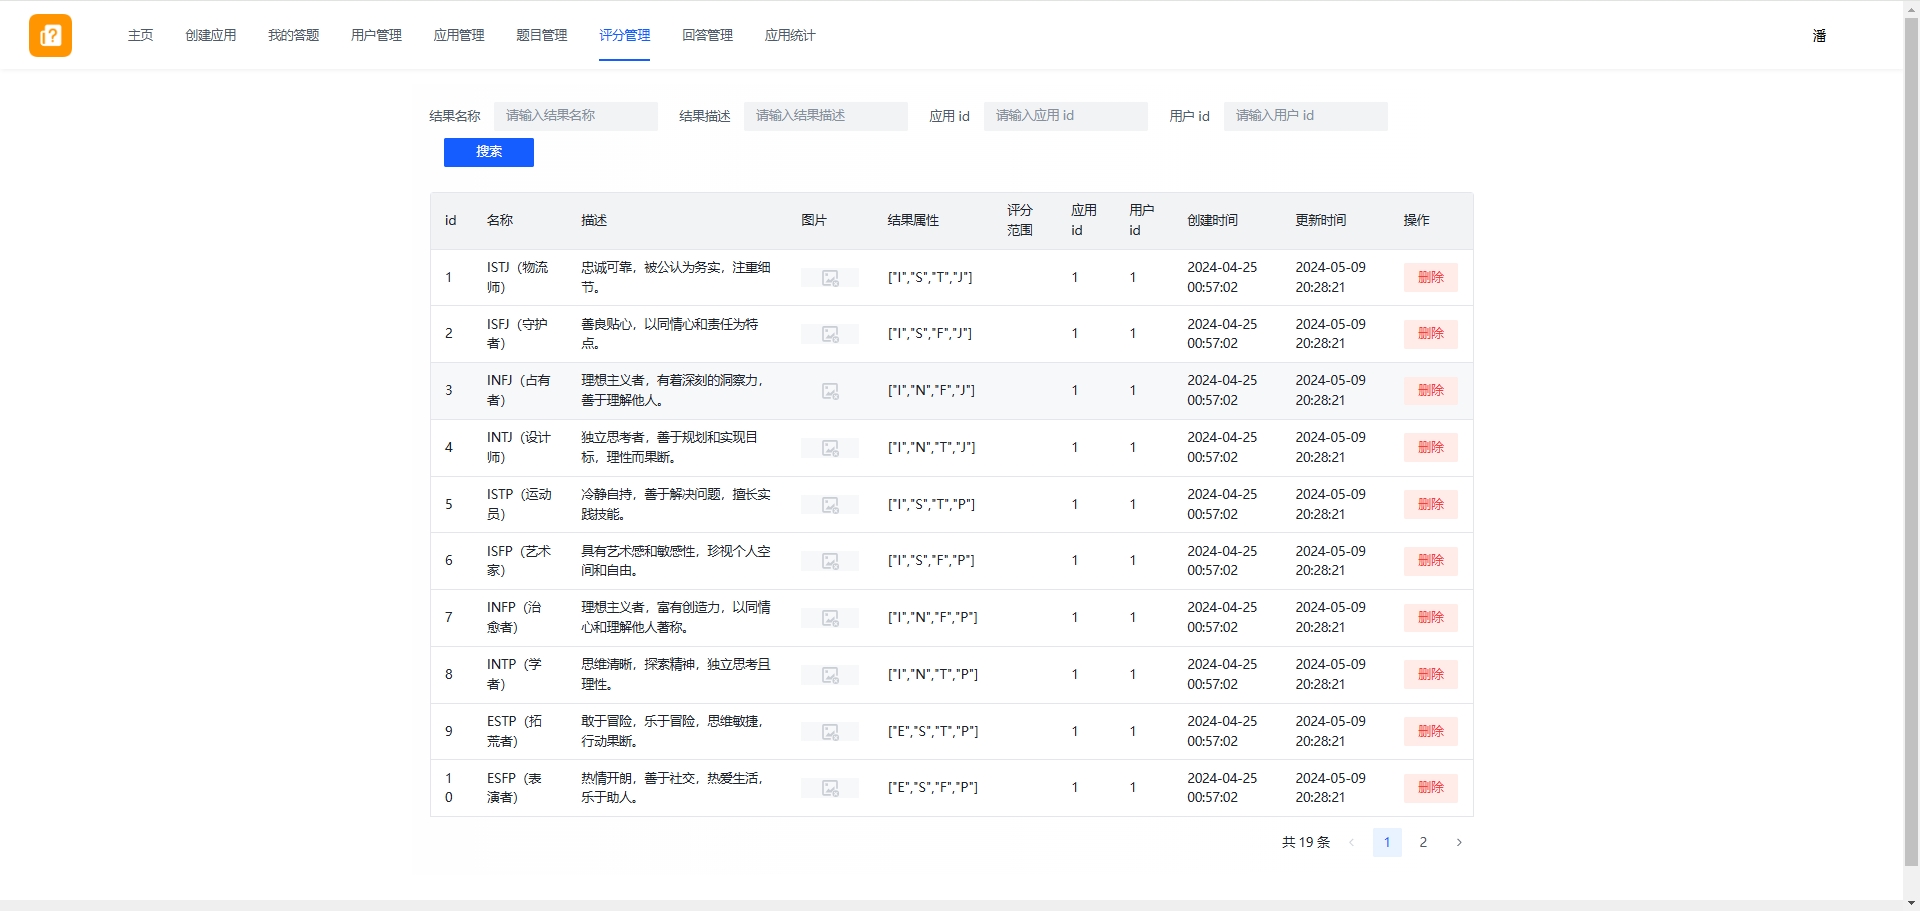 主页 创建应用 我的答题 用户管理 应用管理 题目管理 评分管理 回答管理 应用统计 潘
结果名称 请输入结果名称 结果描述 请输入结果描述 应用 id 请输入应用 id 用户 id 请输入用户 id
搜索
id 名称 描述 图片 结果属性 评分范围 应用 id 用户 id 创建时间 更新时间 操作
1 ISTJ（物流师） 忠诚可靠，被公认为务实，注重细节。 ["I","S","T","J"] 1 1 2024-04-25 00:57:02 2024-05-09 20:28:21 删除
2 ISFJ（守护者） 善良贴心，以同情心和责任为特点。 ["I","S","F","J"] 1 1 2024-04-25 00:57:02 2024-05-09 20:28:21 删除
3 INFJ（占有者） 理想主义者，有着深刻的洞察力，善于理解他人。 ["I","N","F","J"] 1 1 2024-04-25 00:57:02 2024-05-09 20:28:21 删除
4 INTJ（设计师） 独立思考者，善于规划和实现目标，理性而果断。 ["I","N","T","J"] 1 1 2024-04-25 00:57:02 2024-05-09 20:28:21 删除
5 ISTP（运动员） 冷静自持，善于解决问题，擅长实践技能。 ["I","S","T","P"] 1 1 2024-04-25 00:57:02 2024-05-09 20:28:21 删除
6 ISFP（艺术家） 具有艺术感和敏感性，珍视个人空间和自由。 ["I","S","F","P"] 1 1 2024-04-25 00:57:02 2024-05-09 20:28:21 删除
7 INFP（治愈者） 理想主义者，富有创造力，以同情心和理解他人著称。 ["I","N","F","P"] 1 1 2024-04-25 00:57:02 2024-05-09 20:28:21 删除
8 INTP（学者） 思维清晰，探索精神，独立思考且理性。 ["I","N","T","P"] 1 1 2024-04-25 00:57:02 2024-05-09 20:28:21 删除
9 ESTP（拓荒者） 敢于冒险，乐于冒险，思维敏捷，行动果断。 ["E","S","T","P"] 1 1 2024-04-25 00:57:02 2024-05-09 20:28:21 删除
10 ESFP（表演者） 热情开朗，善于社交，热爱生活，乐于助人。 ["E","S","F","P"] 1 1 2024-04-25 00:57:02 2024-05-09 20:28:21 删除
共 19 条 1 2